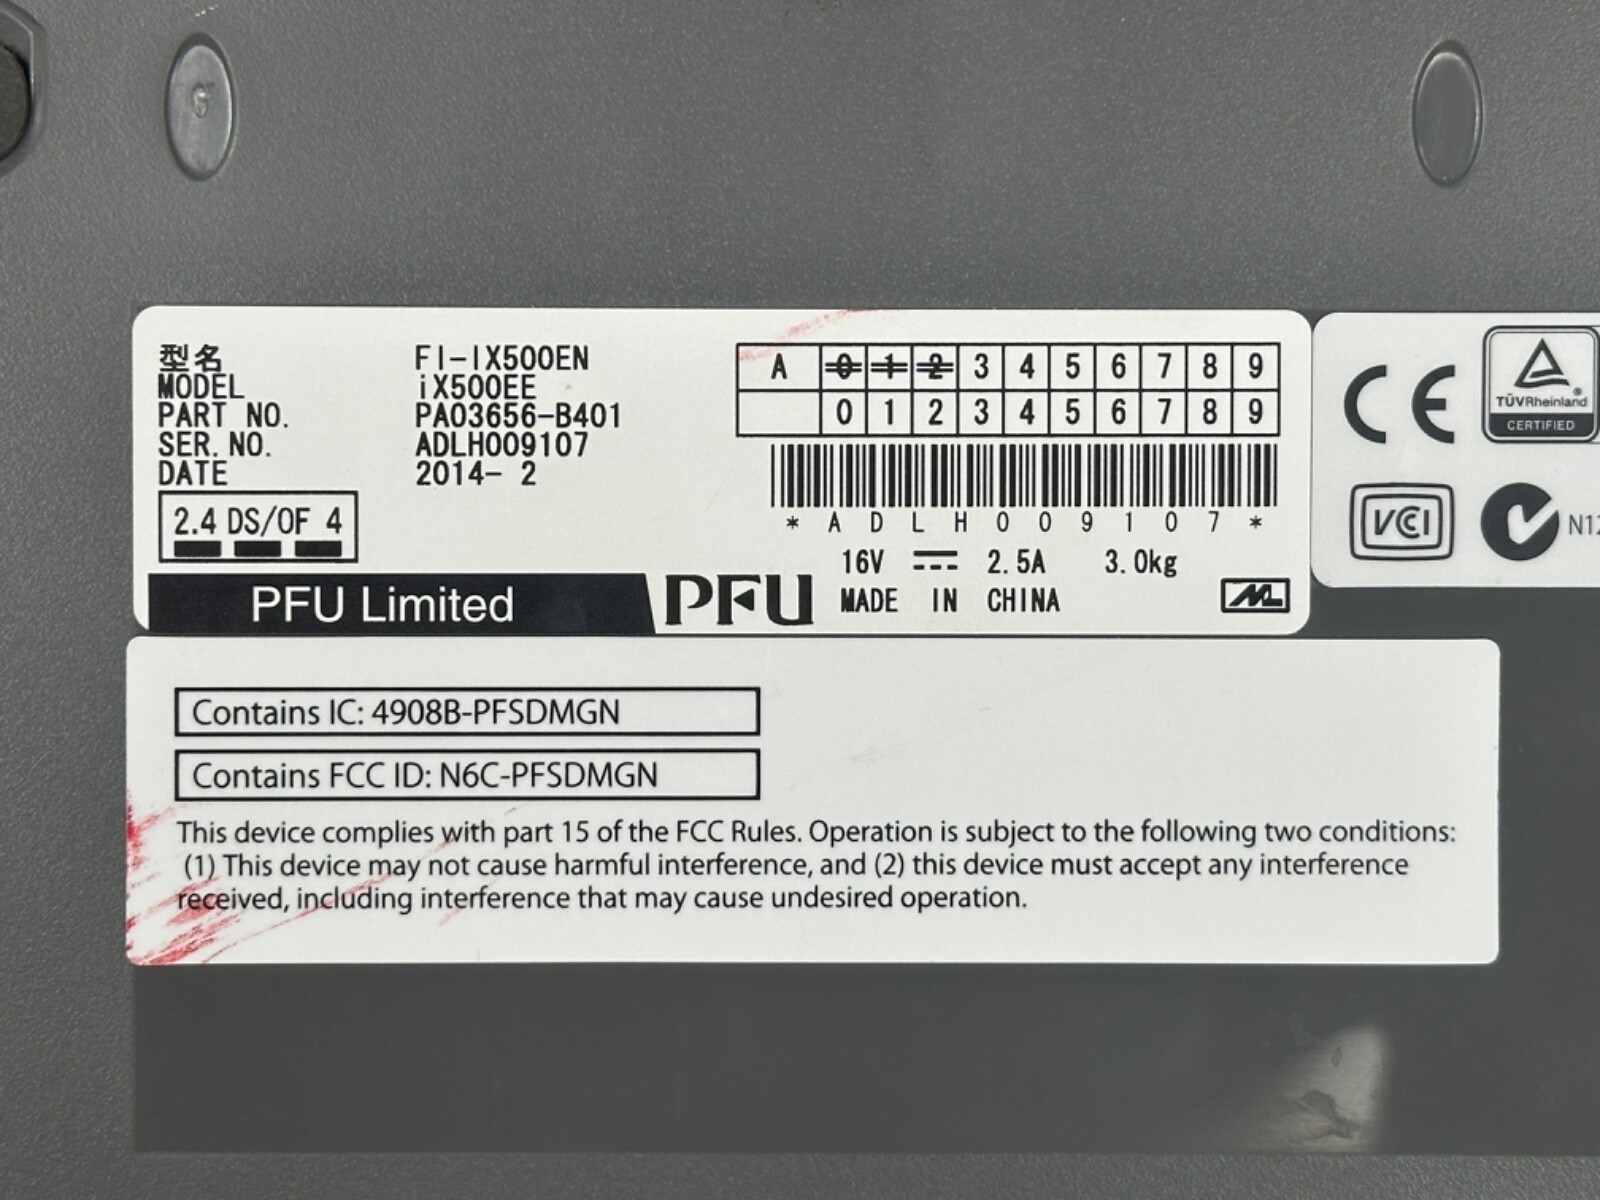 型名 FI-IX500EN
MODEL iX500EE
PART NO. PA03656-B401
SER. NO. ADLH009107
DATE 2014- 2
2.4 DS/OF 4
PFU Limited PFU
A 0 1 2 3 4 5 6 7 8 9
0 1 2 3 4 5 6 7 8 9
*ADLH009107*
16V 2.5A 3.0kg
MADE IN CHINA
ML
CE
TÜVRheinland®
CERTIFIED
VCI
N12
Contains IC: 4908B-PFSDMGN
Contains FCC ID: N6C-PFSDMGN
This device complies with part 15 of the FCC Rules. Operation is subject to the following two conditions:
(1) This device may not cause harmful interference, and (2) this device must accept any interference
received, including interference that may cause undesired operation.